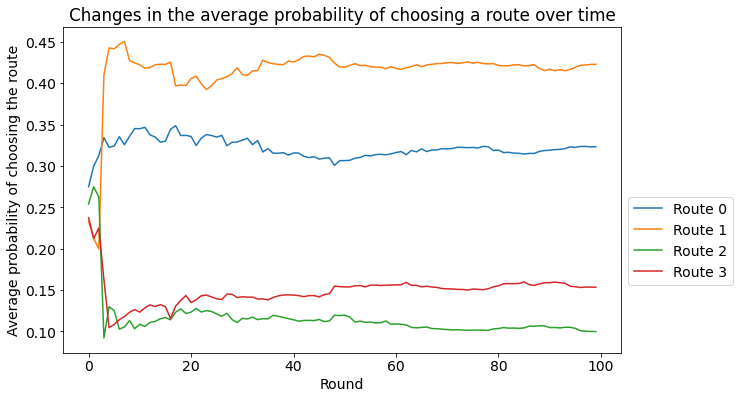 Changes in the average probability of choosing a route over time
Average probability of choosing the route
0.45
0.40
0.35
0.30
0.25
0.20
0.15
0.10
0
20
40
60
80
100
Round
Route 0
Route 1
Route 2
Route 3